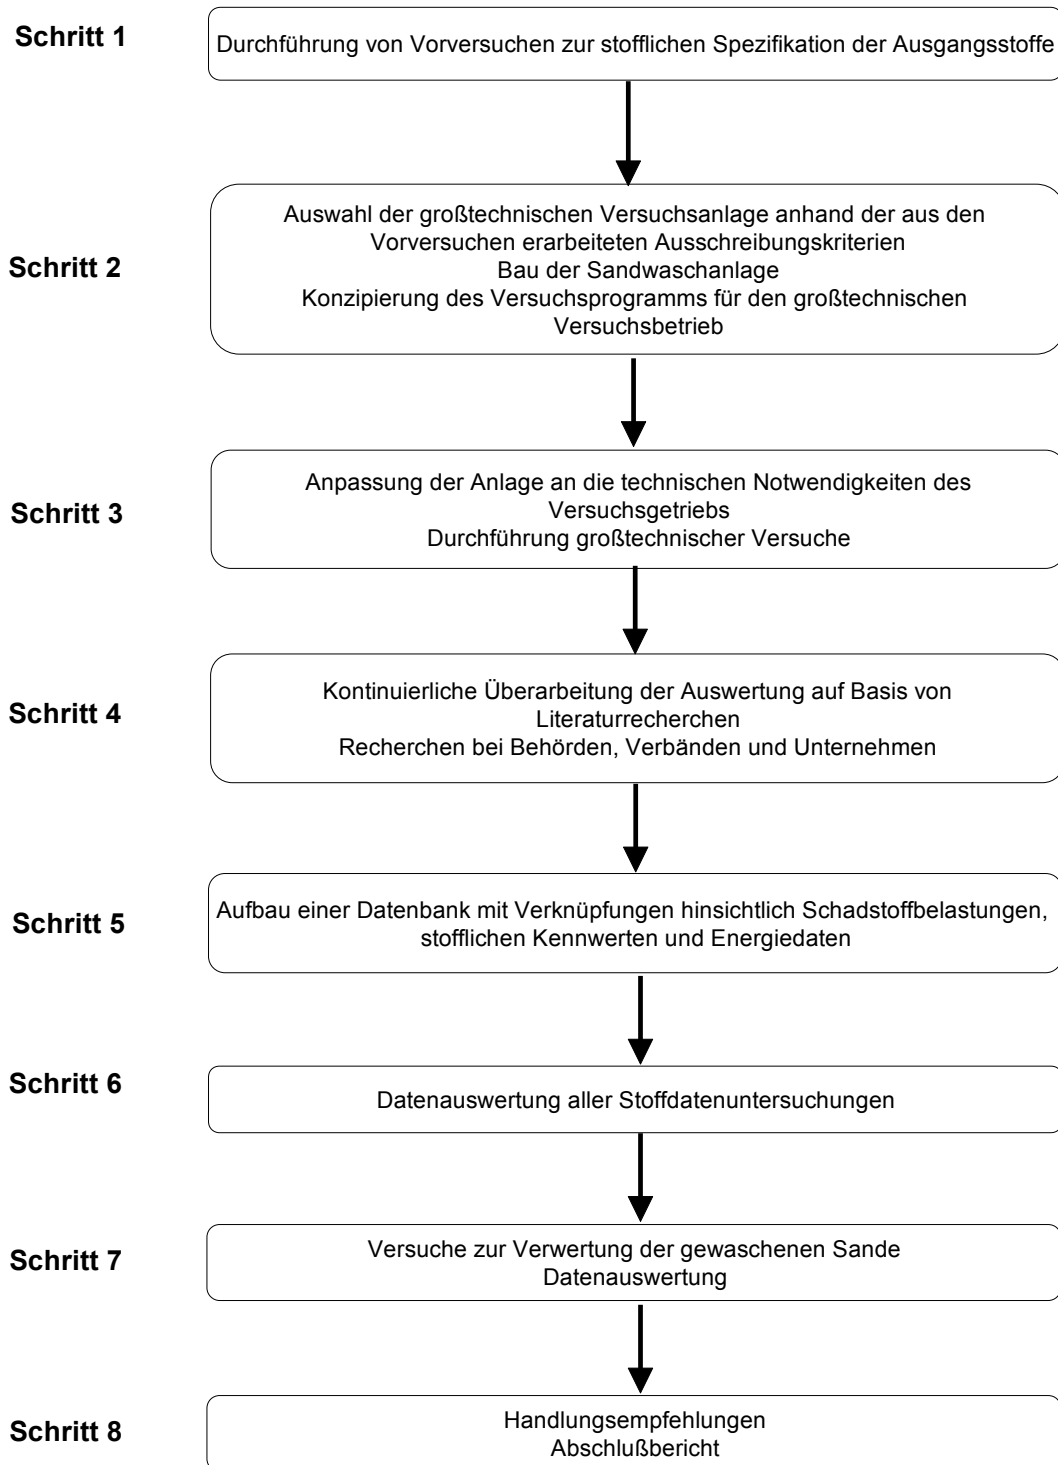 Schritt 1
Durchführung von Vorversuchen zur stofflichen Spezifikation der Ausgangsstoffe
Schritt 2
Auswahl der großtechnischen Versuchsanlage anhand der aus den
Vorversuchen erarbeiteten Ausschreibungskriterien
Bau der Sandwaschanlage
Konzipierung des Versuchsprogramms für den großtechnischen
Versuchsbetrieb
Schritt 3
Anpassung der Anlage an die technischen Notwendigkeiten des
Versuchsgetriebs
Durchführung großtechnischer Versuche
Schritt 4
Kontinuierliche Überarbeitung der Auswertung auf Basis von
Literaturrecherchen
Recherchen bei Behörden, Verbänden und Unternehmen
Schritt 5
Aufbau einer Datenbank mit Verknüpfungen hinsichtlich Schadstoffbelastungen,
stofflichen Kennwerten und Energiedaten
Schritt 6
Datenauswertung aller Stoffdatenuntersuchungen
Schritt 7
Versuche zur Verwertung der gewaschenen Sande
Datenauswertung
Schritt 8
Handlungsempfehlungen
Abschlußbericht